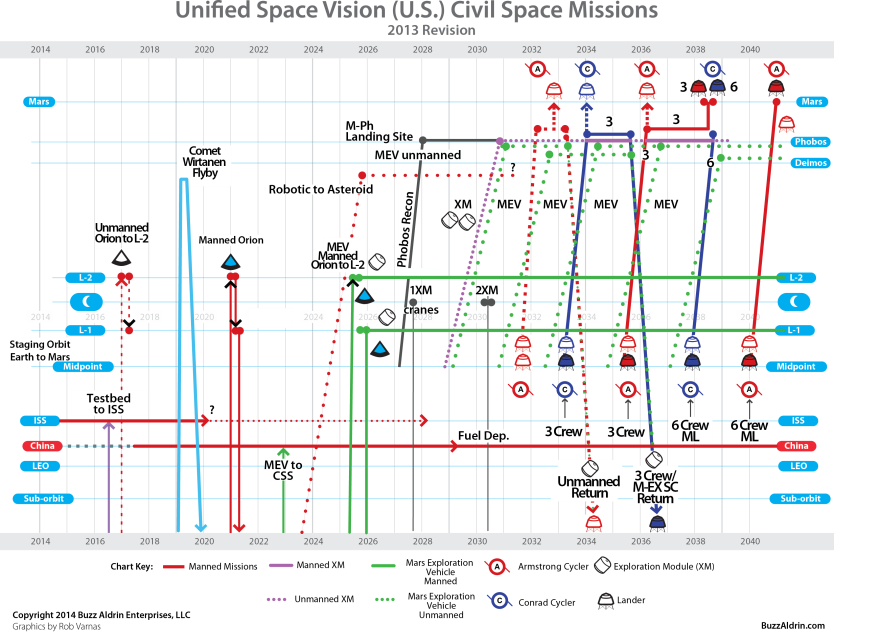 Unified Space Vision (U.S.) Civil Space Missions
2013 Revision
2014 2016 2018 2020 2022 2024 2026 2028 2030 2032 2034 2036 2038 2040
A C A C A
3 6
Mars
Mars
3
3
Comet
Wirtanen
Flyby
M-Ph
Landing Site
MEV unmanned
Phobos
Deimos
?
3
6
Robotic to Asteroid
Phobos Recon
XM
MEV MEV MEV MEV
Unmanned
Orion to L-2
Manned Orion
MEV
Manned
Orion to L-2
L-2
L-2
1XM
cranes
2XM
2014 2016 2020 2022 2026 2028 2030 2040
L-1
L-1
Staging Orbit
Earth to Mars
Midpoint
Midpoint
A C A C A
Testbed
to ISS
?
ISS
ISS
3 Crew
3 Crew
6 Crew
ML
6 Crew
ML
China
Fuel Dep.
China
LEO
MEV to
CSS
LEO
Unmanned
Return
3 Crew/
M-EX SC
Return
Sub-orbit
Sub-orbit
2014 2016 2018 2020 2022 2024 2026 2028 2030 2032 2034 2036 2038 2040
Chart Key:
Manned Missions
Manned XM
Mars Exploration
Vehicle
Manned
A
Armstrong Cycler
Exploration Module (XM)
Unmanned XM
Mars Exploration
Vehicle
Unmanned
C
Conrad Cycler
Lander
Copyright 2014 Buzz Aldrin Enterprises, LLC
Graphics by Rob Varnas
BuzzAldrin.com